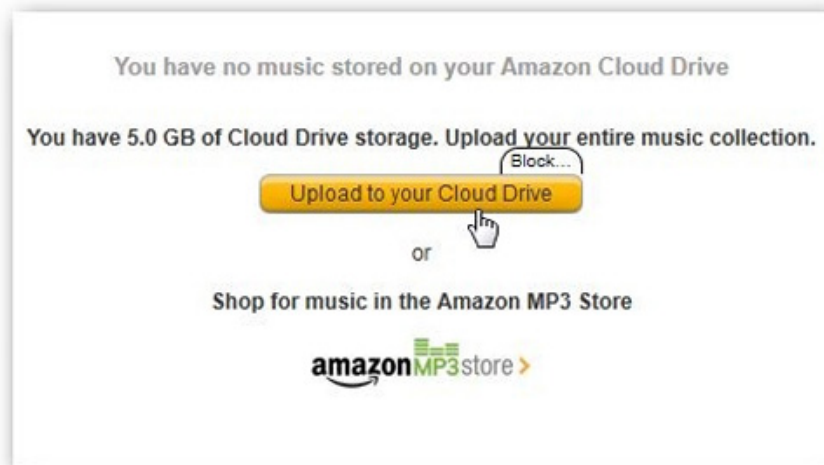 You have no music stored on your Amazon Cloud Drive
You have 5.0 GB of Cloud Drive storage. Upload your entire music collection.
Block...
Upload to your Cloud Drive
or
Shop for music in the Amazon MP3 Store
amazonMP3store >